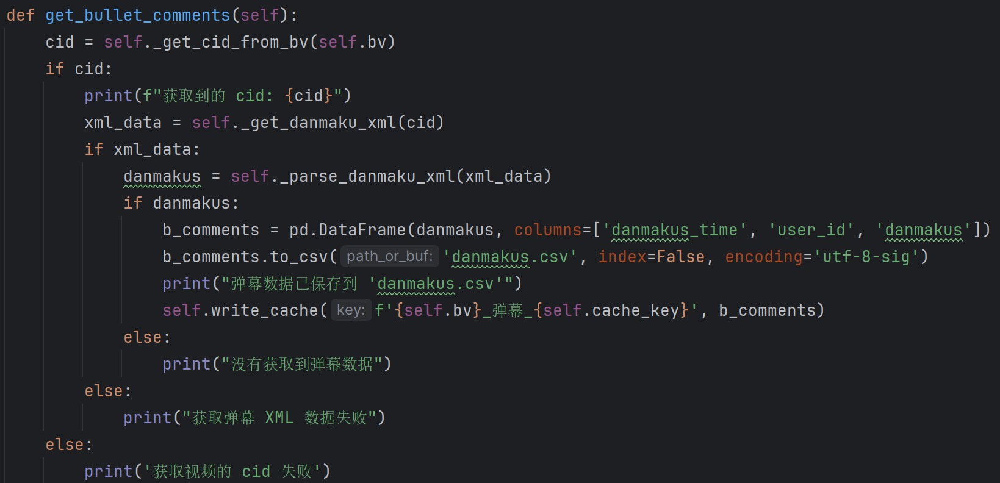 def get_bullet_comments(self):
    cid = self._get_cid_from_bv(self.bv)
    if cid:
        print(f"获取到的 cid: {cid}")
        xml_data = self._get_danmaku_xml(cid)
        if xml_data:
            danmakus = self._parse_danmaku_xml(xml_data)
            if danmakus:
                b_comments = pd.DataFrame(danmakus, columns=['danmakus_time', 'user_id', 'danmakus'])
                b_comments.to_csv( path_or_buf: 'danmakus.csv', index=False, encoding='utf-8-sig')
                print("弹幕数据已保存到 'danmakus.csv'")
                self.write_cache( key: f'{self.bv}_弹幕_{self.cache_key}', b_comments)
            else:
                print("没有获取到弹幕数据")
        else:
            print("获取弹幕 XML 数据失败")
    else:
        print('获取视频的 cid 失败')